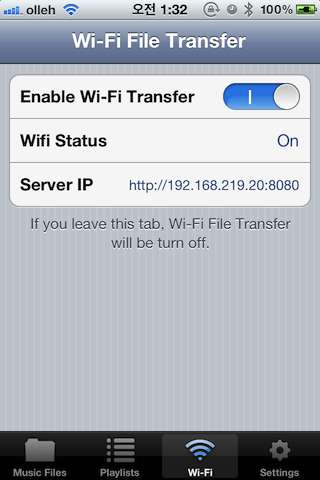 olleh 오전 1:32 100%
Wi-Fi File Transfer
Enable Wi-Fi Transfer
Wifi Status On
Server IP http://192.168.219.20:8080
If you leave this tab, Wi-Fi File Transfer
will be turn off.
Music Files Playlists Wi-Fi Settings